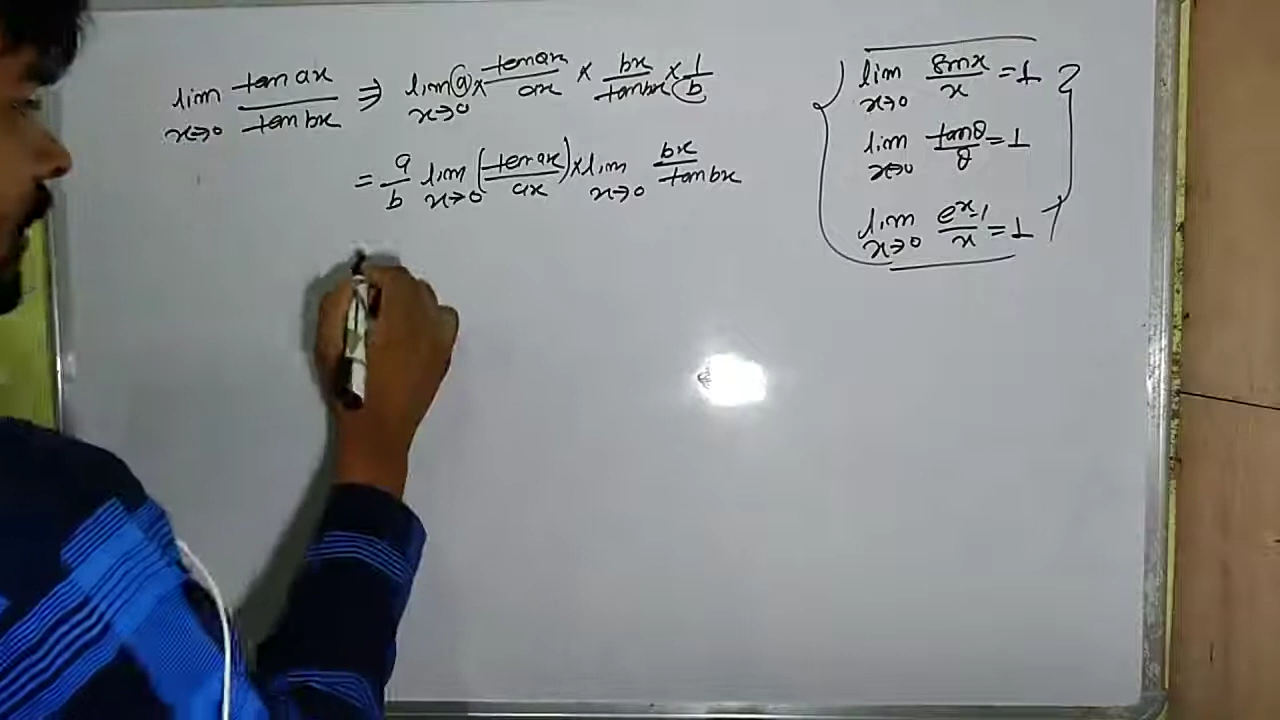 lim x→0 tan ax / tan bx ⇒ lim x→0 a × tan ax / ax × bx / tan bx × 1/b
= a/b lim x→0 (tan ax / ax) × lim x→0 bx / tan bx
lim x→0 sin x / x = 1
lim x→0 tan θ / θ = 1
lim x→0 e^x-1 / x = 1